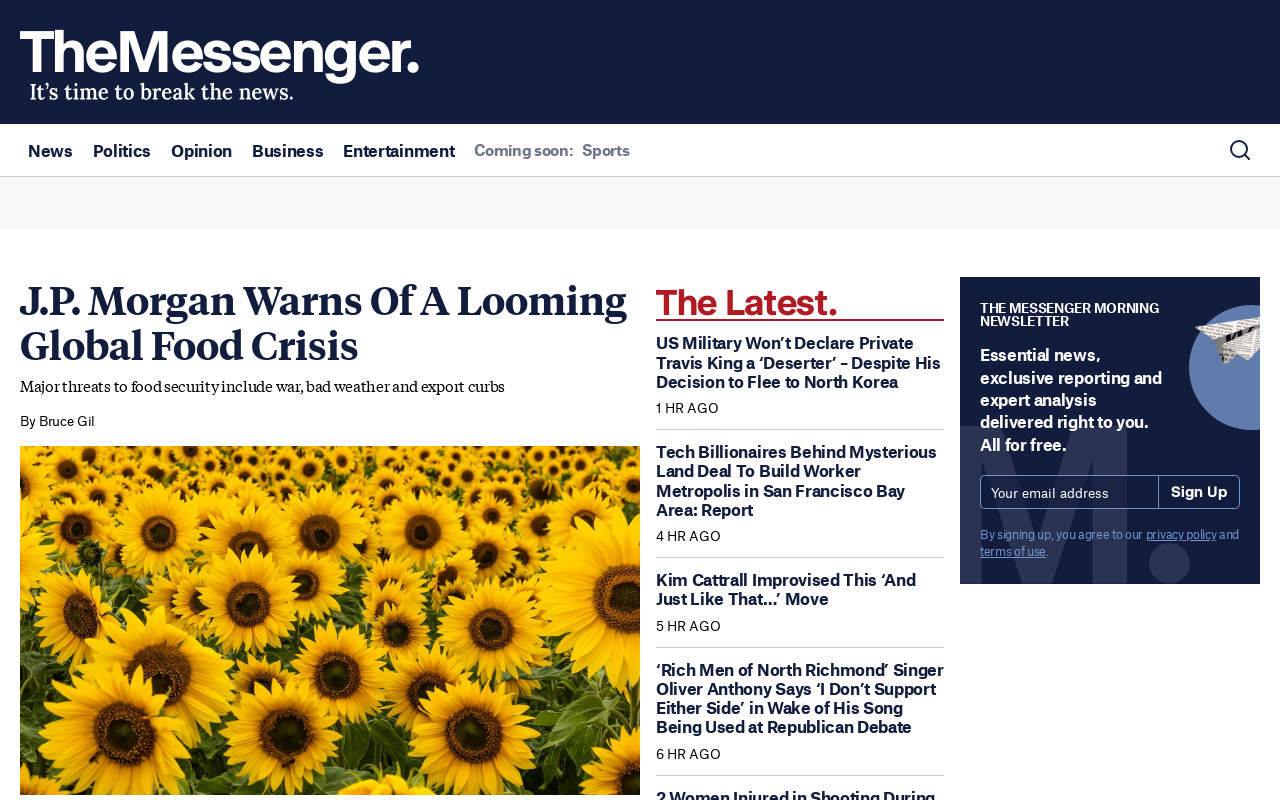 TheMessenger.
It's time to break the news.
News Politics Opinion Business Entertainment Coming soon: Sports
J.P. Morgan Warns Of A Looming
Global Food Crisis
Major threats to food security include war, bad weather and export curbs
By Bruce Gil
The Latest.
US Military Won’t Declare Private
Travis King a ‘Deserter’ – Despite His
Decision to Flee to North Korea
1 HR AGO
Tech Billionaires Behind Mysterious
Land Deal To Build Worker
Metropolis in San Francisco Bay
Area: Report
4 HR AGO
Kim Cattrall Improvised This ‘And
Just Like That…’ Move
5 HR AGO
‘Rich Men of North Richmond’ Singer
Oliver Anthony Says ‘I Don’t Support
Either Side’ in Wake of His Song
Being Used at Republican Debate
6 HR AGO
2 Women Injured in Shooting During
THE MESSENGER MORNING
NEWSLETTER
Essential news,
exclusive reporting and
expert analysis
delivered right to you.
All for free.
Your email address Sign Up
By signing up, you agree to our privacy policy and
terms of use.
M.